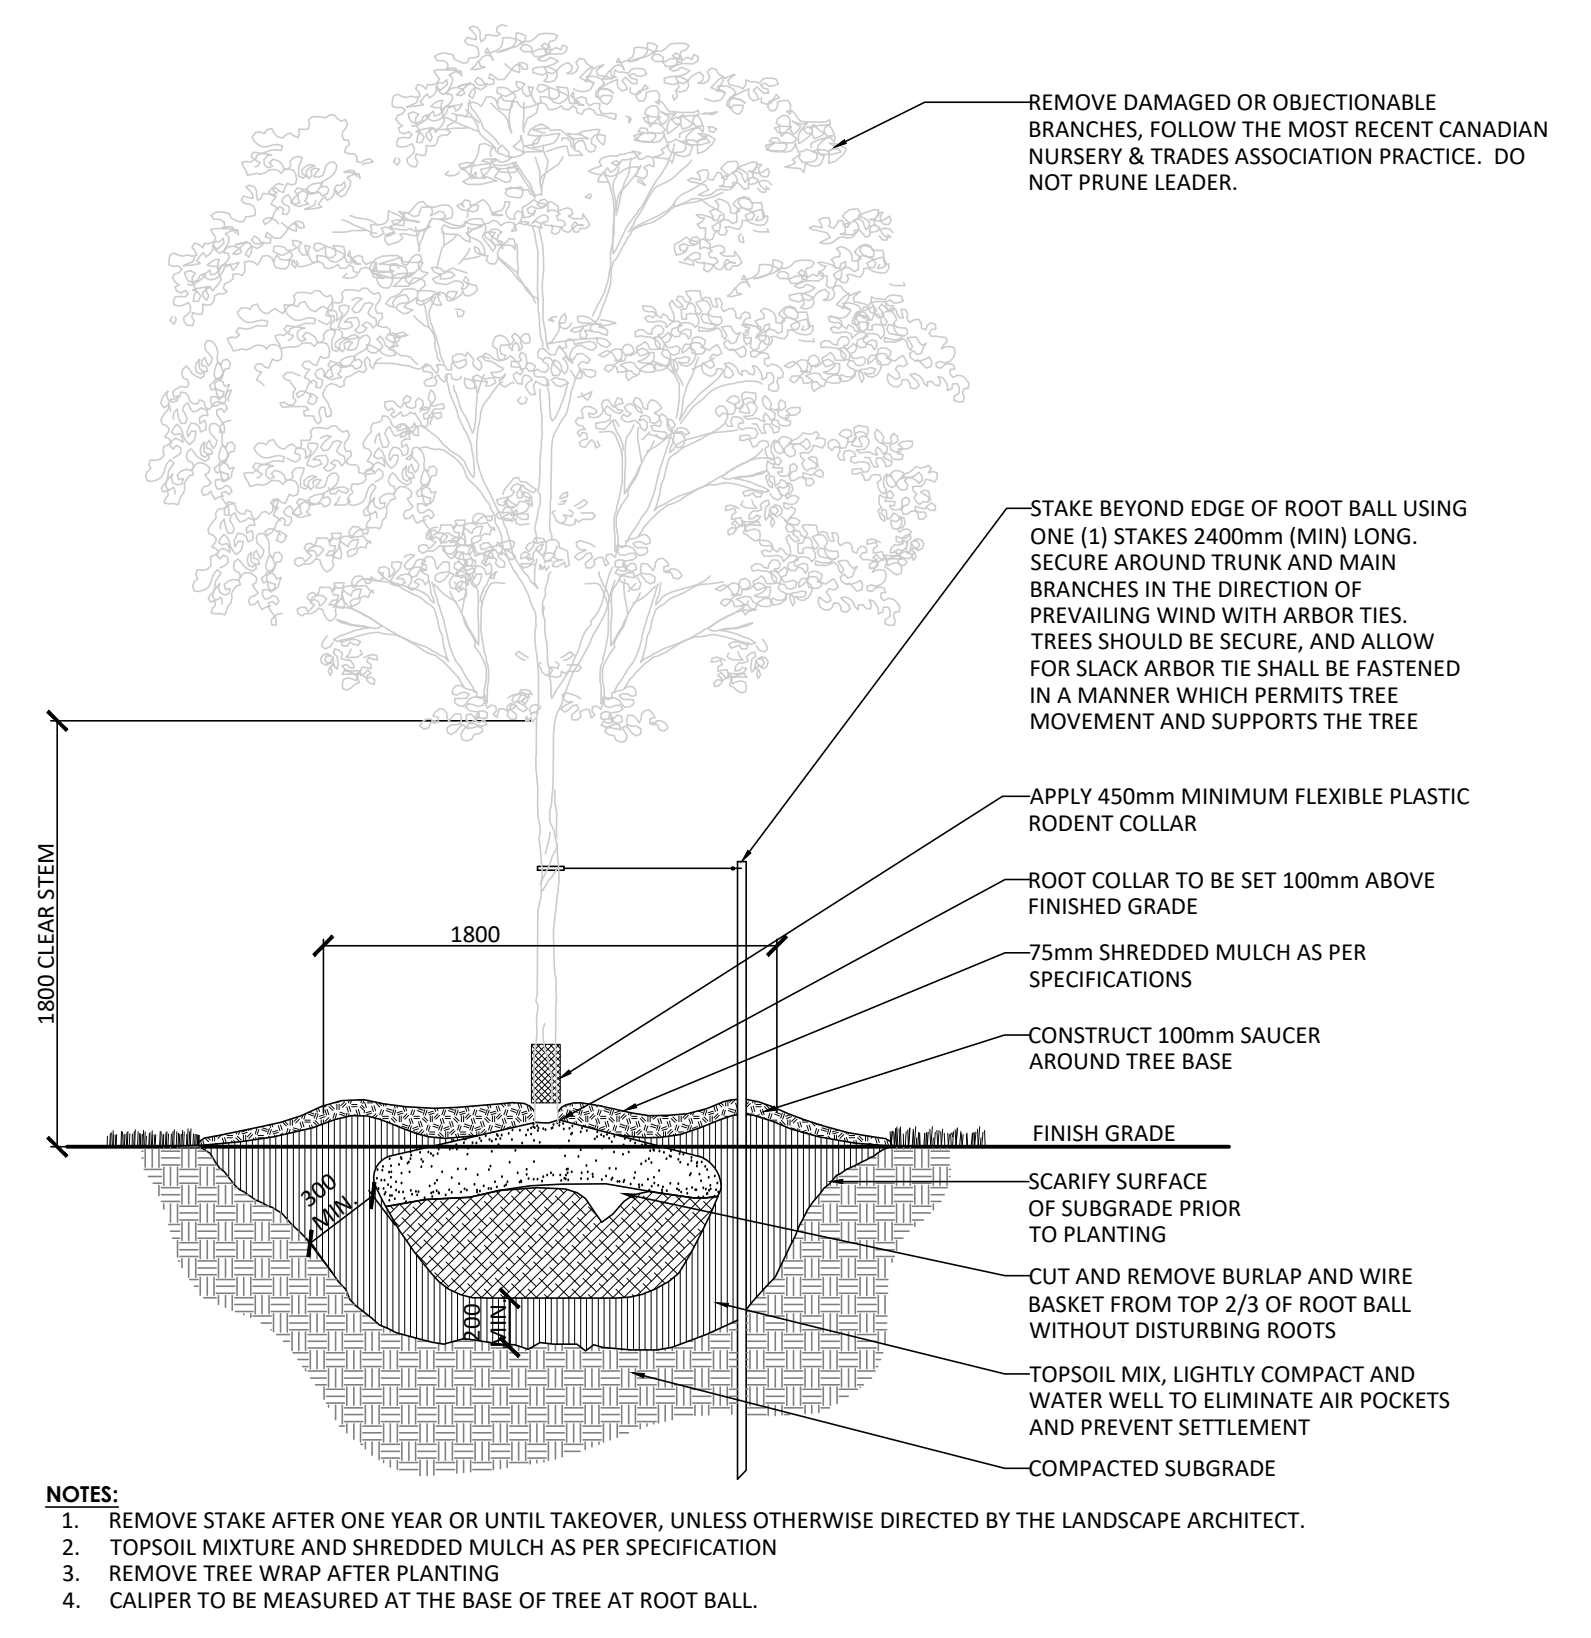 REMOVE DAMAGED OR OBJECTIONABLE
BRANCHES, FOLLOW THE MOST RECENT CANADIAN
NURSERY & TRADES ASSOCIATION PRACTICE. DO
NOT PRUNE LEADER.
STAKE BEYOND EDGE OF ROOT BALL USING
ONE (1) STAKES 2400mm (MIN) LONG.
SECURE AROUND TRUNK AND MAIN
BRANCHES IN THE DIRECTION OF
PREVAILING WIND WITH ARBOR TIES.
TREES SHOULD BE SECURE, AND ALLOW
FOR SLACK ARBOR TIE SHALL BE FASTENED
IN A MANNER WHICH PERMITS TREE
MOVEMENT AND SUPPORTS THE TREE
APPLY 450mm MINIMUM FLEXIBLE PLASTIC
RODENT COLLAR
1800 CLEAR STEM
ROOT COLLAR TO BE SET 100mm ABOVE
FINISHED GRADE
1800
75mm SHREDDED MULCH AS PER
SPECIFICATIONS
CONSTRUCT 100mm SAUCER
AROUND TREE BASE
FINISH GRADE
SCARIFY SURFACE
OF SUBGRADE PRIOR
TO PLANTING
300
MIN.
CUT AND REMOVE BURLAP AND WIRE
BASKET FROM TOP 2/3 OF ROOT BALL
WITHOUT DISTURBING ROOTS
200
MIN.
TOPSOIL MIX, LIGHTLY COMPACT AND
WATER WELL TO ELIMINATE AIR POCKETS
AND PREVENT SETTLEMENT
COMPACTED SUBGRADE
NOTES:
1. REMOVE STAKE AFTER ONE YEAR OR UNTIL TAKEOVER, UNLESS OTHERWISE DIRECTED BY THE LANDSCAPE ARCHITECT.
2. TOPSOIL MIXTURE AND SHREDDED MULCH AS PER SPECIFICATION
3. REMOVE TREE WRAP AFTER PLANTING
4. CALIPER TO BE MEASURED AT THE BASE OF TREE AT ROOT BALL.